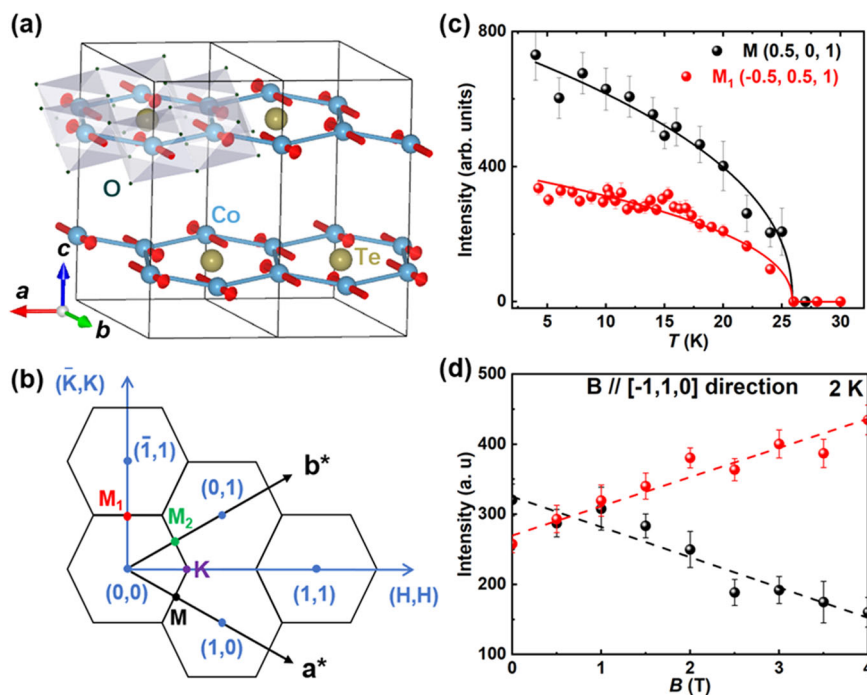 (a)
O
Co
Te
c
a
b
(b)
(K̄,K)
(1̄,1)
b*
(0,1)
M₁
M₂
K
(0,0)
(1,1)
(H,H)
M
(1,0)
a*
(c)
800
400
0
Intensity (arb. units)
M (0.5, 0, 1)
M₁ (-0.5, 0.5, 1)
5 10 15 20 25 30
T (K)
(d)
500
400
300
200
100
Intensity (a. u)
B // [-1,1,0] direction 2 K
0 1 2 3 4
B (T)